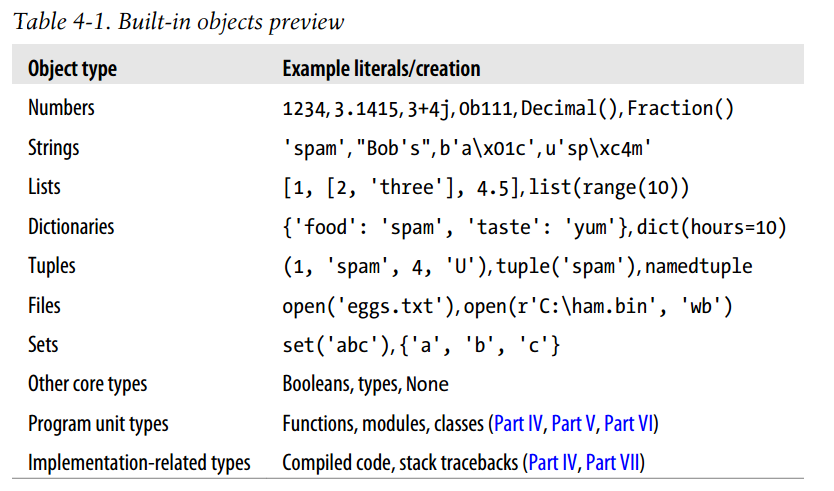 Table 4-1. Built-in objects preview
Object type Example literals/creation
Numbers 1234, 3.1415, 3+4j, 0b111, Decimal(), Fraction()
Strings 'spam', "Bob's", b'a\x01c', u'sp\xc4m'
Lists [1, [2, 'three'], 4.5], list(range(10))
Dictionaries {'food': 'spam', 'taste': 'yum'}, dict(hours=10)
Tuples (1, 'spam', 4, 'U'), tuple('spam'), namedtuple
Files open('eggs.txt'), open(r'C:\ham.bin', 'wb')
Sets set('abc'), {'a', 'b', 'c'}
Other core types Booleans, types, None
Program unit types Functions, modules, classes (Part IV, Part V, Part VI)
Implementation-related types Compiled code, stack tracebacks (Part IV, Part VII)